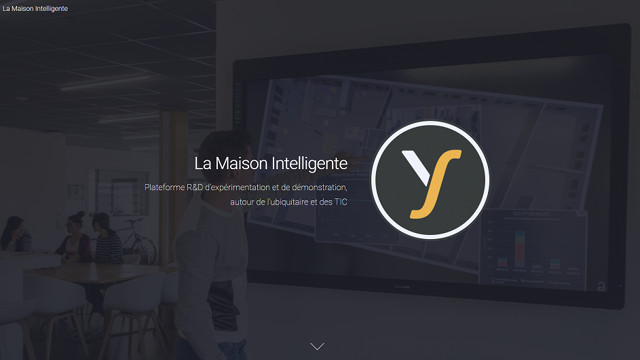 La Maison Intelligente
La Maison Intelligente
Plateforme R&D d'expérimentation et de démonstration,
autour de l'ubiquitaire et des TIC